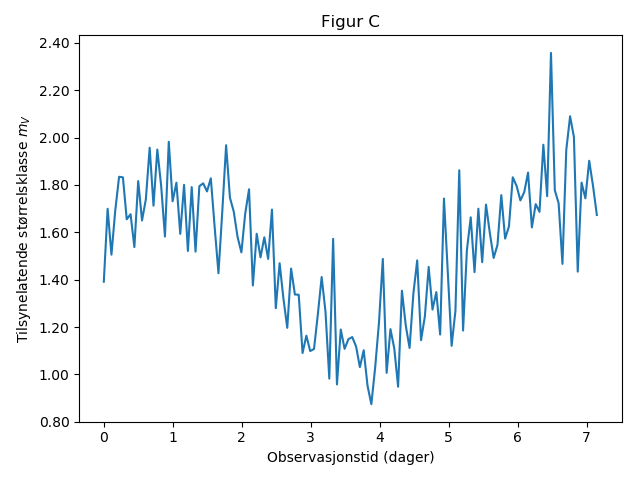 Figur C
Tilsynelatende størrelsklasse $m_V$
2.40
2.20
2.00
1.80
1.60
1.40
1.20
1.00
0.80
0 1 2 3 4 5 6 7
Observasjonstid (dager)